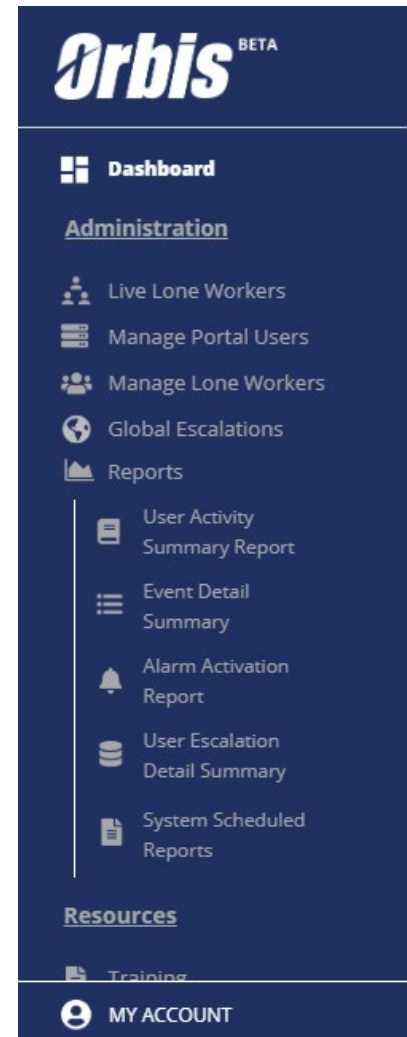 Orbis BETA
Dashboard
Administration
Live Lone Workers
Manage Portal Users
Manage Lone Workers
Global Escalations
Reports
User Activity
Summary Report
Event Detail
Summary
Alarm Activation
Report
User Escalation
Detail Summary
System Scheduled
Reports
Resources
Training
MY ACCOUNT